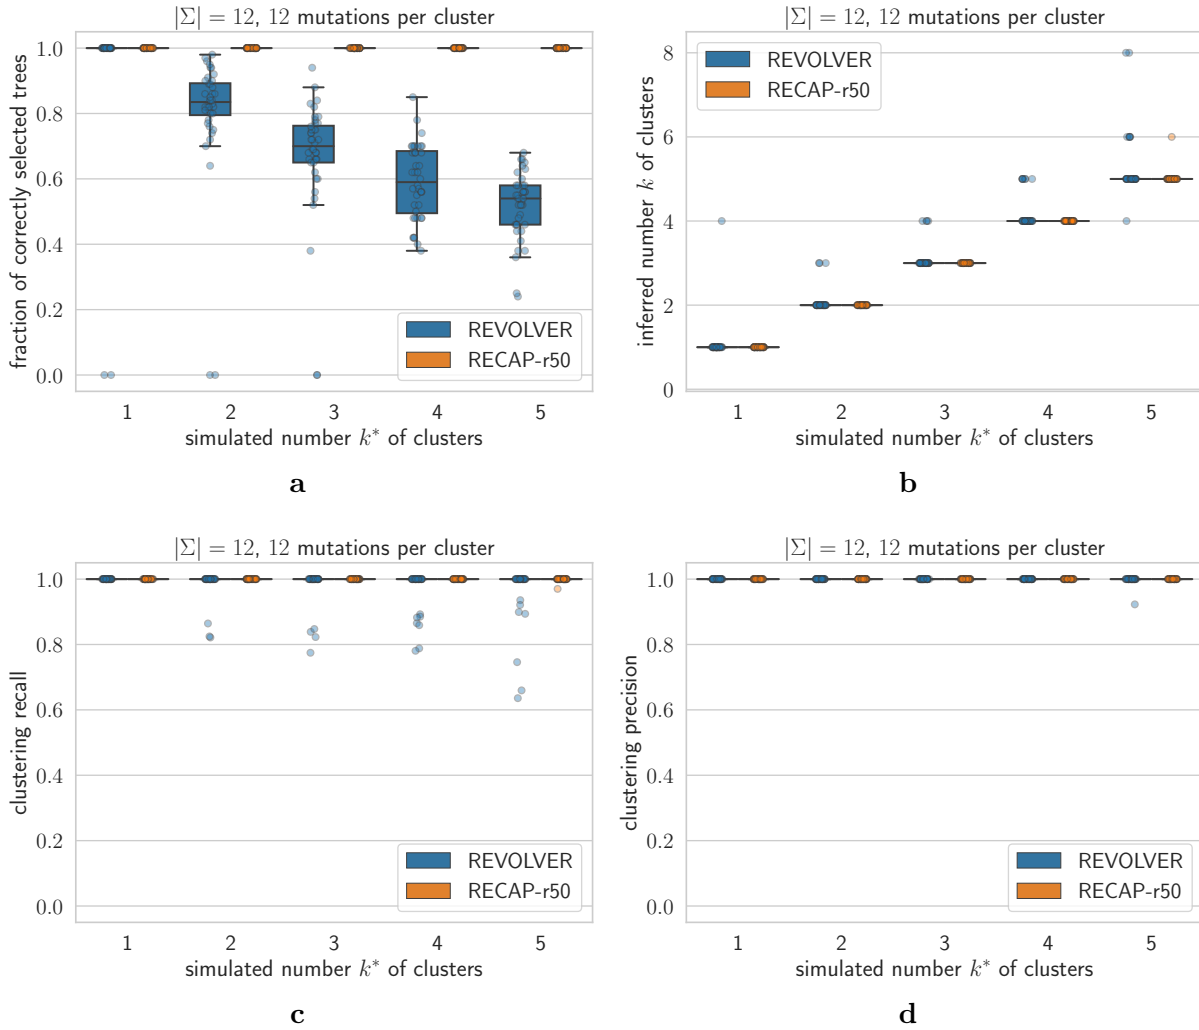 |Σ| = 12, 12 mutations per cluster
fraction of correctly selected trees
1.0
0.8
0.6
0.4
0.2
0.0
REVOLVER
RECAP-r50
1 2 3 4 5
simulated number k* of clusters
a
|Σ| = 12, 12 mutations per cluster
inferred number k of clusters
8
6
4
2
0
REVOLVER
RECAP-r50
1 2 3 4 5
simulated number k* of clusters
b
|Σ| = 12, 12 mutations per cluster
clustering recall
1.0
0.8
0.6
0.4
0.2
0.0
REVOLVER
RECAP-r50
1 2 3 4 5
simulated number k* of clusters
c
|Σ| = 12, 12 mutations per cluster
clustering precision
1.0
0.8
0.6
0.4
0.2
0.0
REVOLVER
RECAP-r50
1 2 3 4 5
simulated number k* of clusters
d